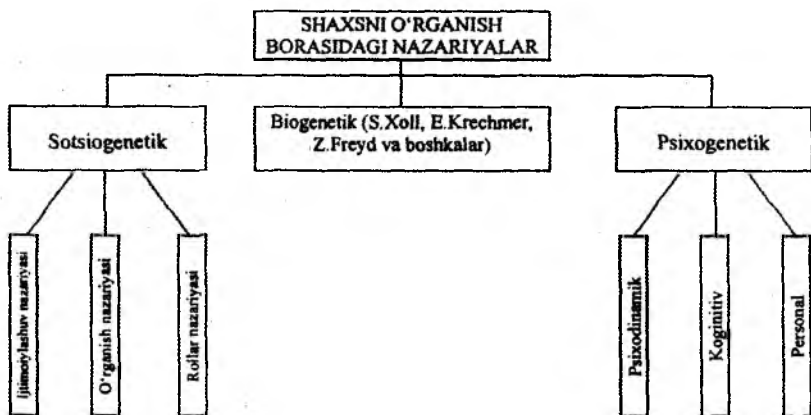 SHAXSNI O‘RGANISH
BORASIDAGI NAZARIYALAR
Sotsiogenetik
Biogenetik (S.Xoll, E.Krechmer,
Z.Freyd va boshkalar)
Psixogenetik
Ijtimoiylashuv nazariyasi
O‘rganish nazariyasi
Rollar nazariyasi
Psixodinamik
Koginitiv
Personal